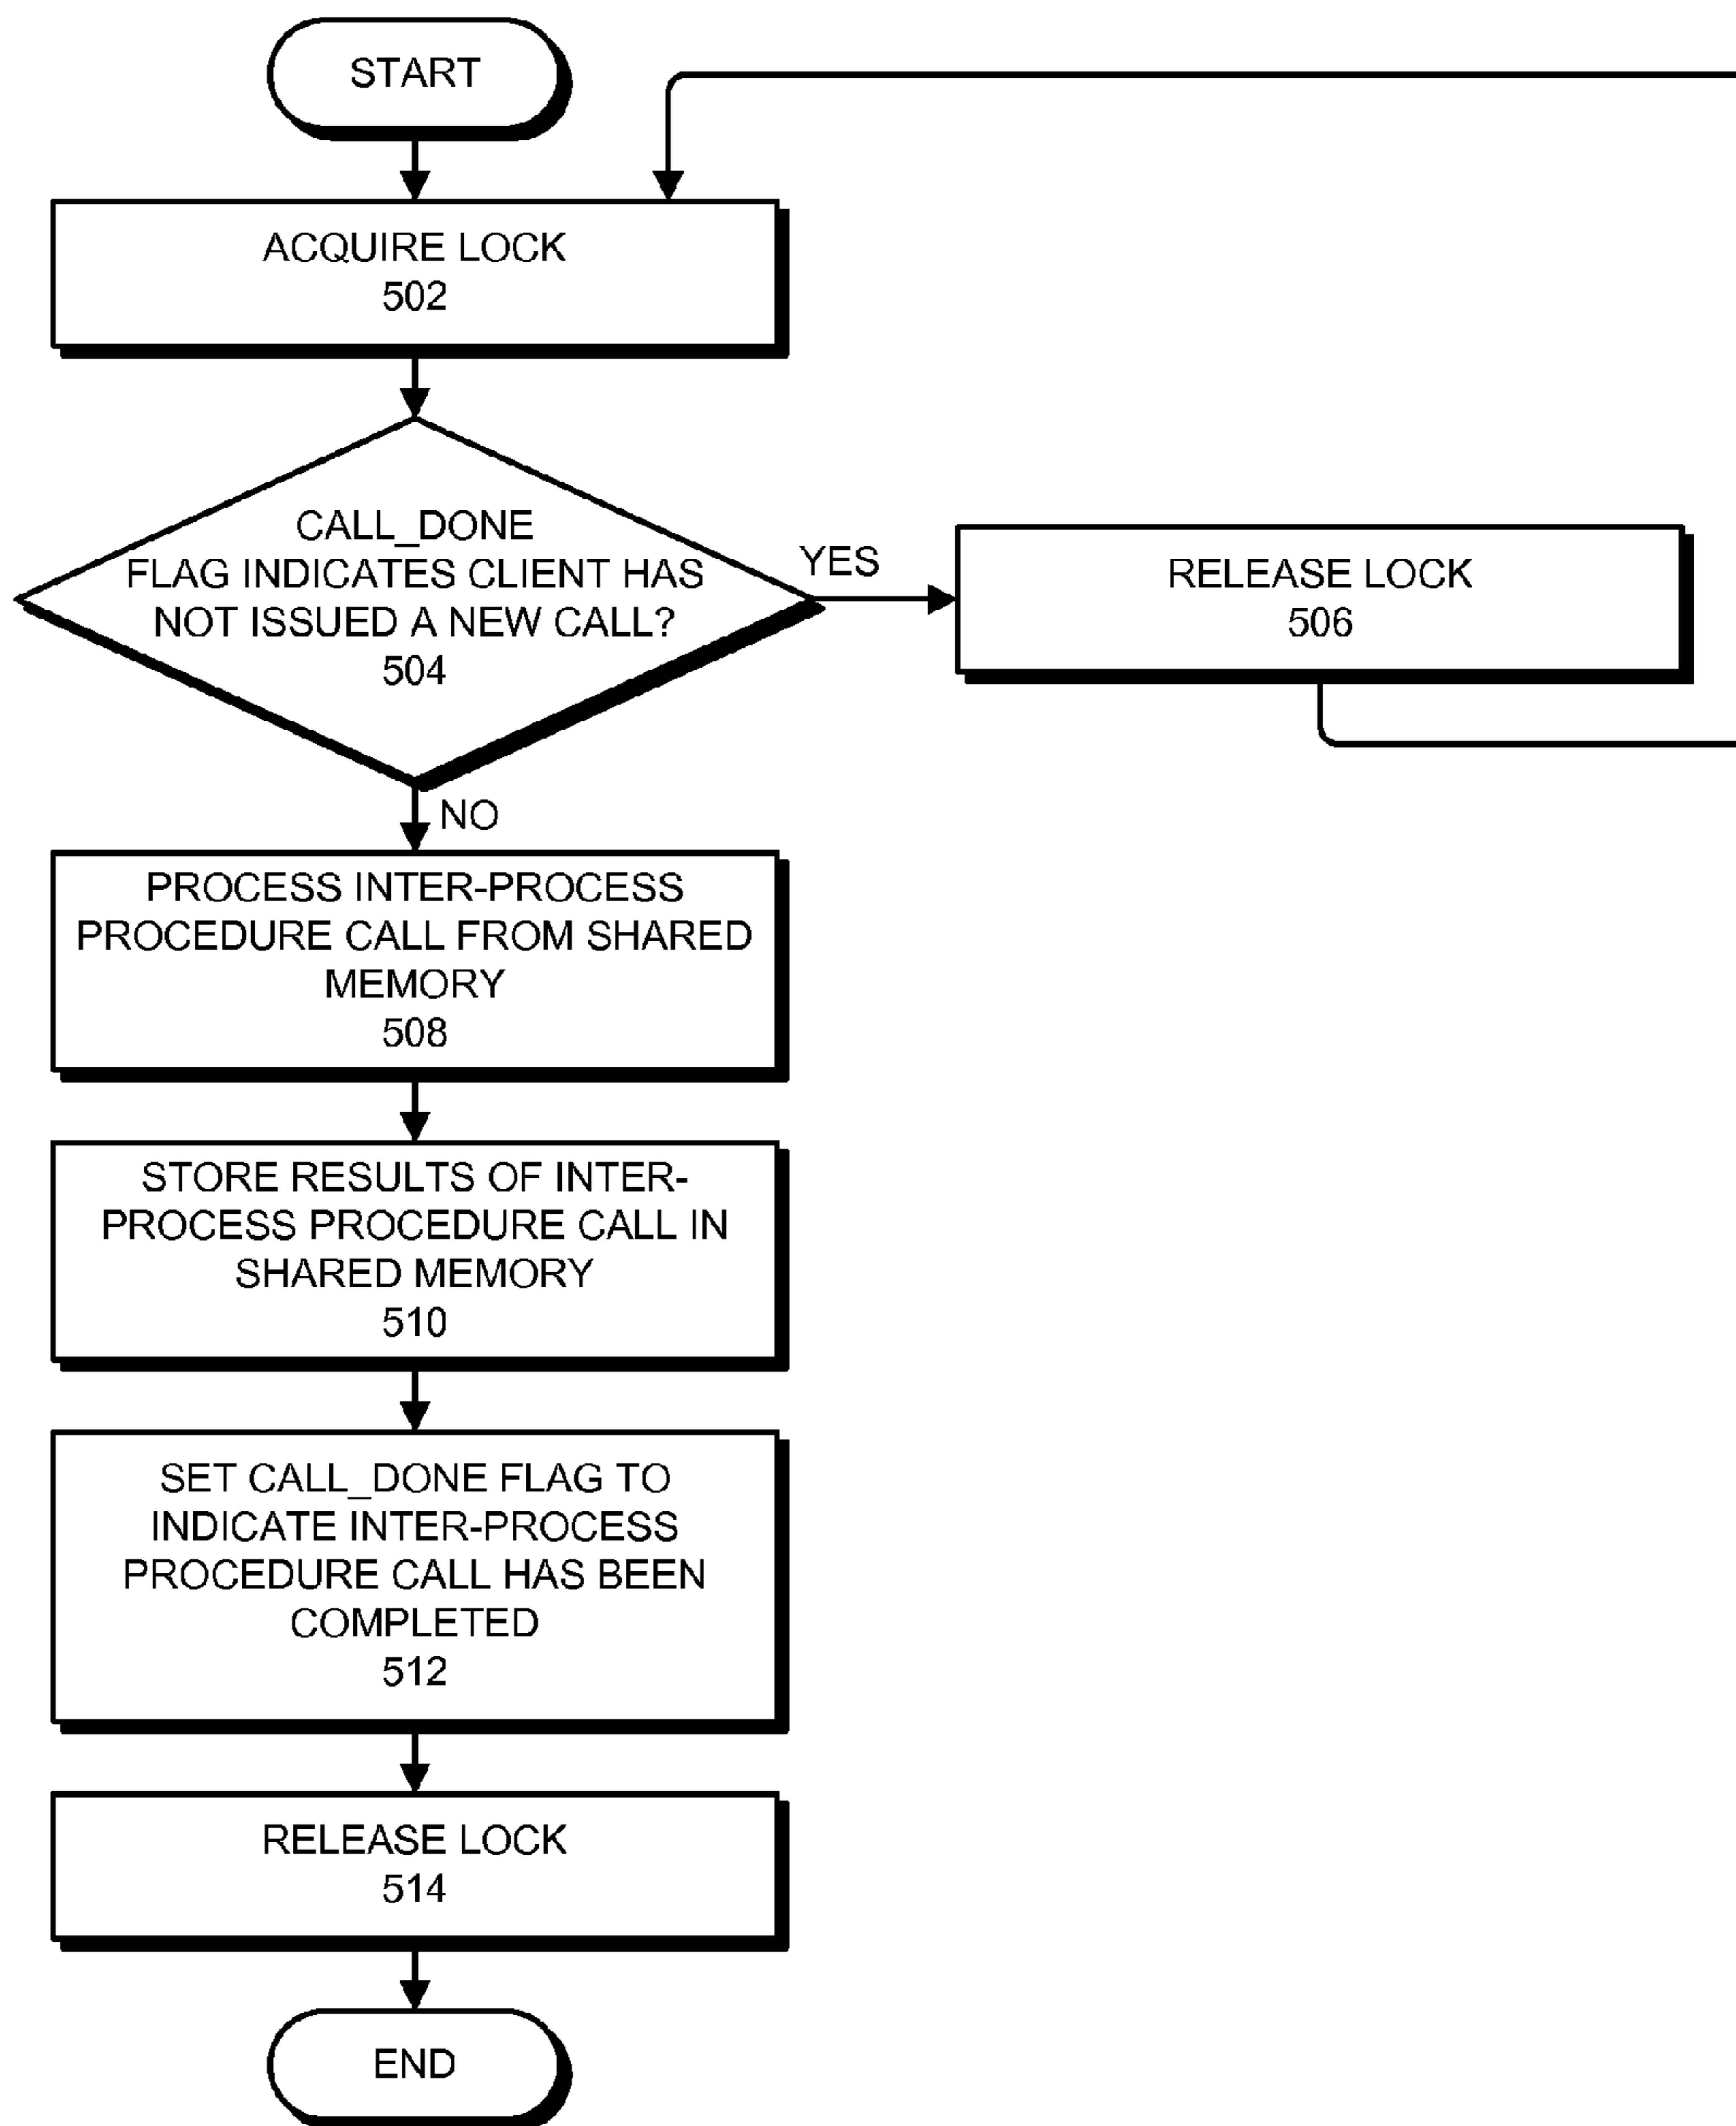 START
ACQUIRE LOCK
502
CALL_DONE
FLAG INDICATES CLIENT HAS
NOT ISSUED A NEW CALL?
504
YES
RELEASE LOCK
506
NO
PROCESS INTER-PROCESS
PROCEDURE CALL FROM SHARED
MEMORY
508
STORE RESULTS OF INTER-
PROCESS PROCEDURE CALL IN
SHARED MEMORY
510
SET CALL_DONE FLAG TO
INDICATE INTER-PROCESS
PROCEDURE CALL HAS BEEN
COMPLETED
512
RELEASE LOCK
514
END